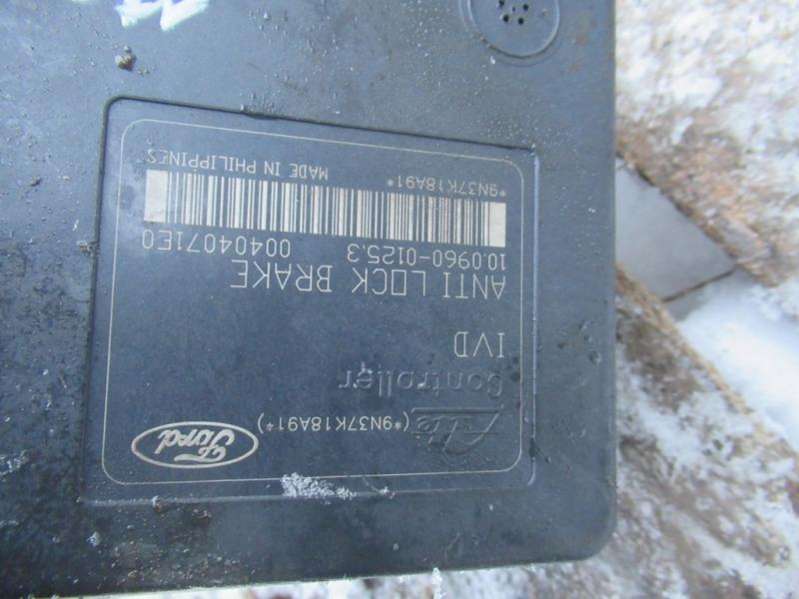 Ford
(*9N37K18A91*)
Ate
Controller
IVD
ANTI LOCK BRAKE
10.0960-0125.3 00404071E0
*9N37K18A91* MADE IN PHILIPPINES